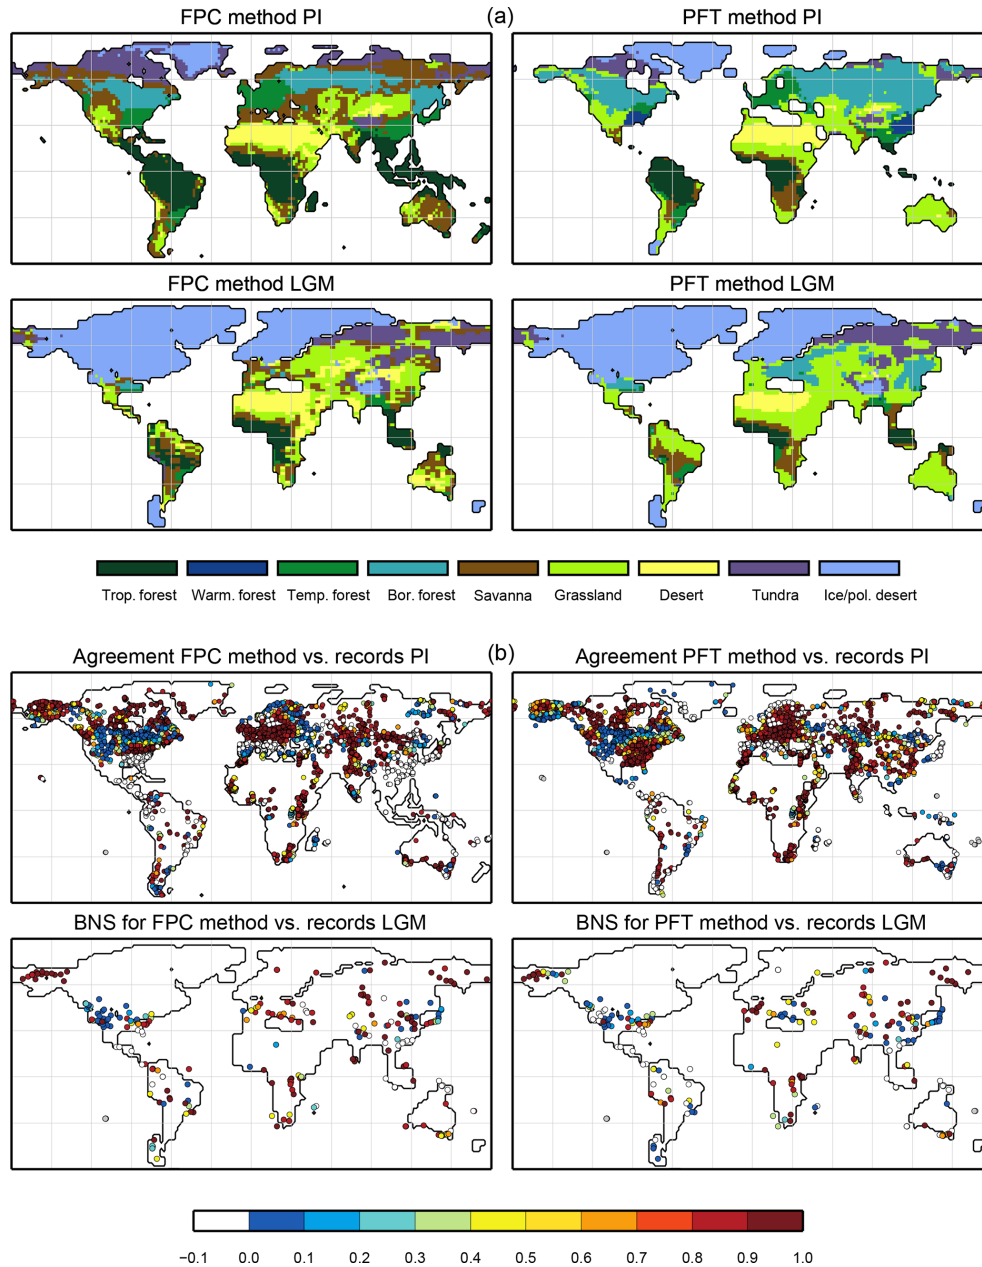 FPC method PI
(a)
PFT method PI
FPC method LGM
PFT method LGM
Trop. forest
Warm. forest
Temp. forest
Bor. forest
Savanna
Grassland
Desert
Tundra
Ice/pol. desert
(b)
Agreement FPC method vs. records PI
Agreement PFT method vs. records PI
BNS for FPC method vs. records LGM
BNS for PFT method vs. records LGM
−0.1 0.0 0.1 0.2 0.3 0.4 0.5 0.6 0.7 0.8 0.9 1.0